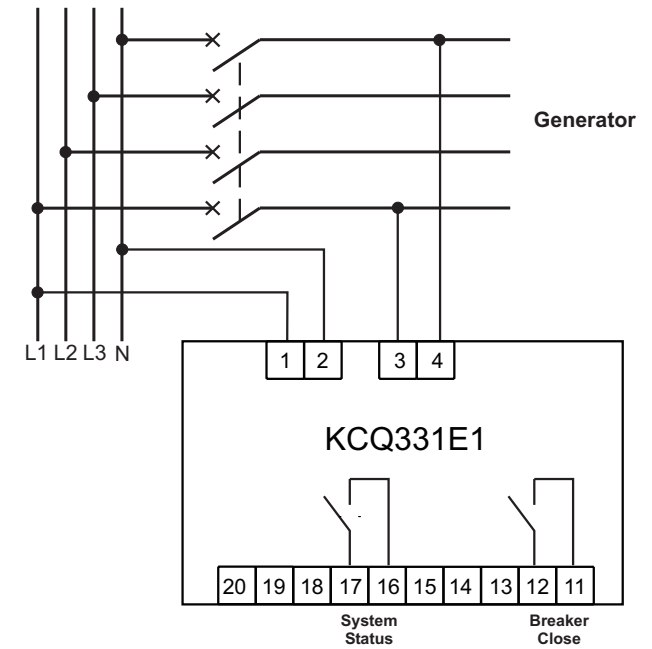 Generator
L1 L2 L3 N
1 2 3 4
KCQ331E1
20 19 18 17 16 15 14 13 12 11
System
Status
Breaker
Close